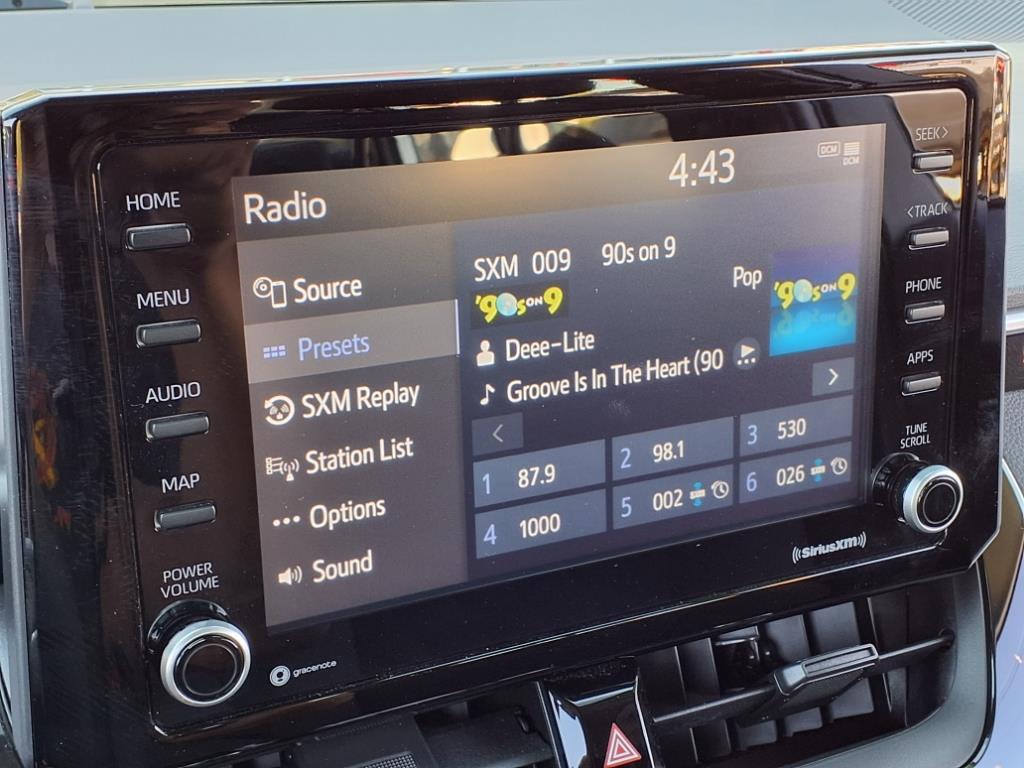 HOME
MENU
AUDIO
MAP
POWER
VOLUME
gracenote
Radio
4:43
DCM
DCM
Source
Presets
SXM Replay
Station List
Options
Sound
SXM 009 90s on 9
'90s ON 9
Pop
'90s ON 9
Deee-Lite
Groove Is In The Heart (90
<
>
1 87.9
2 98.1
3 530
4 1000
5 002
6 026
SEEK >
< TRACK
PHONE
APPS
TUNE
SCROLL
((SiriusXM))